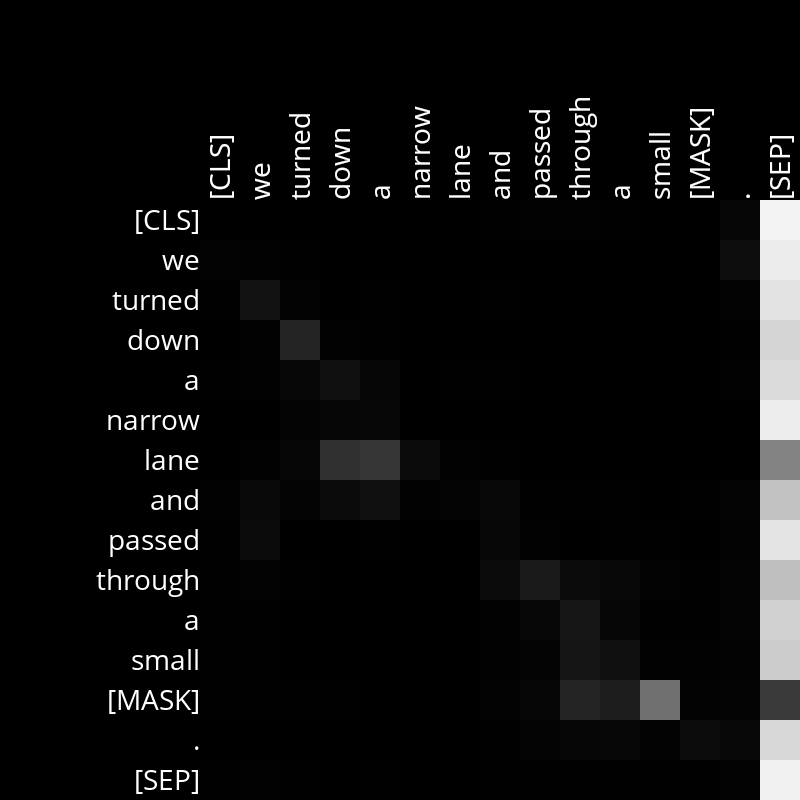 [CLS] we turned down a narrow lane and passed through a small [MASK] . [SEP]
[CLS]
we
turned
down
a
narrow
lane
and
passed
through
a
small
[MASK]
.
[SEP]